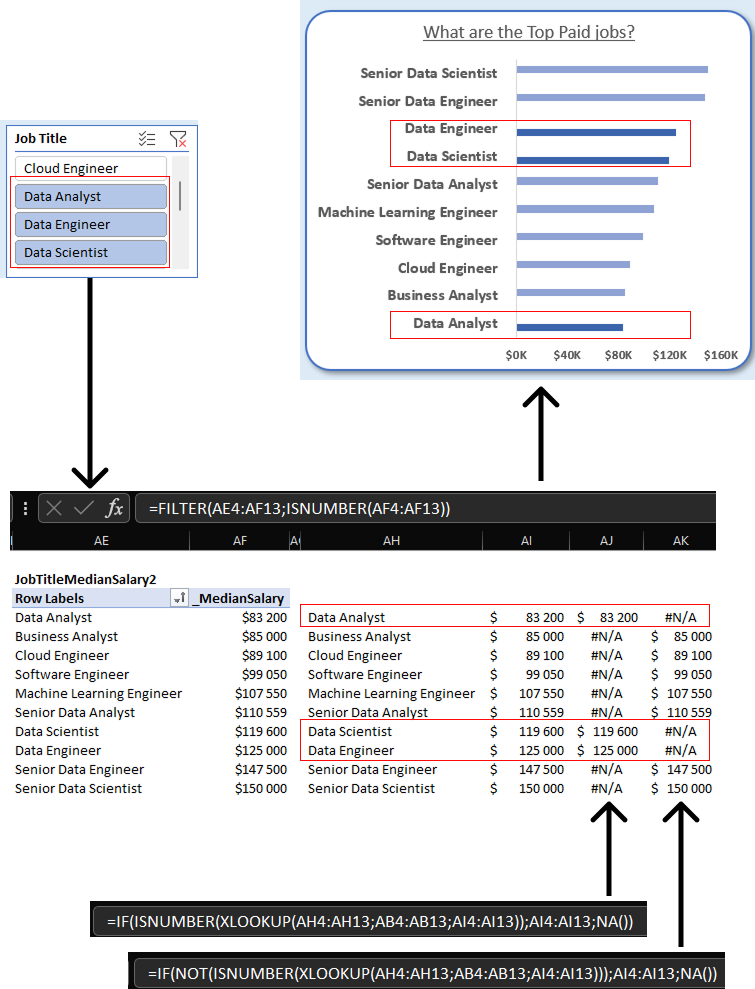 What are the Top Paid jobs?
Senior Data Scientist
Senior Data Engineer
Data Engineer
Data Scientist
Senior Data Analyst
Machine Learning Engineer
Software Engineer
Cloud Engineer
Business Analyst
Data Analyst
$0K $40K $80K $120K $160K
Job Title
Cloud Engineer
Data Analyst
Data Engineer
Data Scientist
fx =FILTER(AE4:AF13;ISNUMBER(AF4:AF13))
AE AF AG AH AI AJ AK
JobTitleMedianSalary2
Row Labels _MedianSalary
Data Analyst $83 200 Data Analyst $ 83 200 $ 83 200 #N/A
Business Analyst $85 000 Business Analyst $ 85 000 #N/A $ 85 000
Cloud Engineer $89 100 Cloud Engineer $ 89 100 #N/A $ 89 100
Software Engineer $99 050 Software Engineer $ 99 050 #N/A $ 99 050
Machine Learning Engineer $107 550 Machine Learning Engineer $ 107 550 #N/A $ 107 550
Senior Data Analyst $110 559 Senior Data Analyst $ 110 559 #N/A $ 110 559
Data Scientist $119 600 Data Scientist $ 119 600 $ 119 600 #N/A
Data Engineer $125 000 Data Engineer $ 125 000 $ 125 000 #N/A
Senior Data Engineer $147 500 Senior Data Engineer $ 147 500 #N/A $ 147 500
Senior Data Scientist $150 000 Senior Data Scientist $ 150 000 #N/A $ 150 000
=IF(ISNUMBER(XLOOKUP(AH4:AH13;AB4:AB13;AI4:AI13));AI4:AI13;NA())
=IF(NOT(ISNUMBER(XLOOKUP(AH4:AH13;AB4:AB13;AI4:AI13)));AI4:AI13;NA())